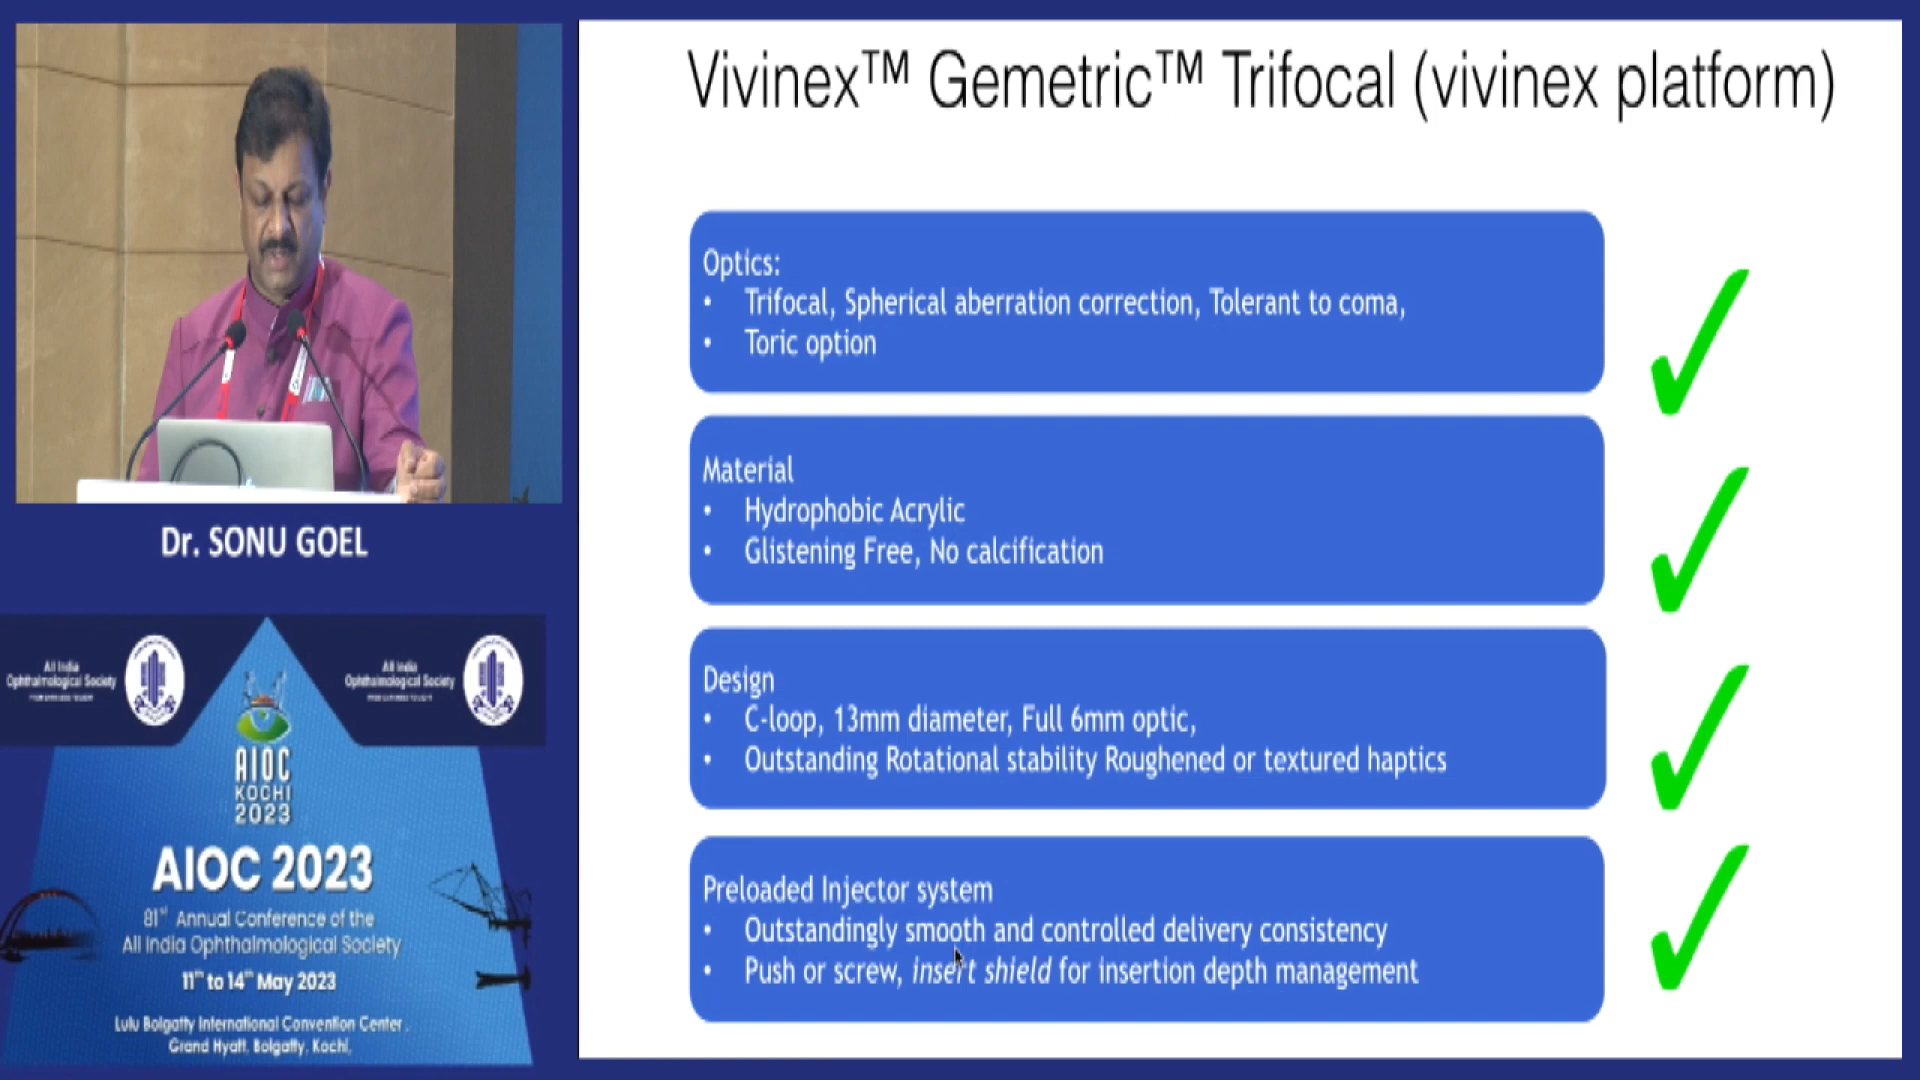 Vivinex™ Gemetric™ Trifocal (vivinex platform)
Optics:
• Trifocal, Spherical aberration correction, Tolerant to coma,
• Toric option
Material
• Hydrophobic Acrylic
• Glistening Free, No calcification
Design
• C-loop, 13mm diameter, Full 6mm optic,
• Outstanding Rotational stability Roughened or textured haptics
Preloaded Injector system
• Outstandingly smooth and controlled delivery consistency
• Push or screw, insert shield for insertion depth management
Dr. SONU GOEL
All India
Ophthalmological Society
All India
Ophthalmological Society
AIOC
KOCHI
2023
AIOC 2023
81st Annual Conference of the
All India Ophthalmological Society
11th to 14th May 2023
Lulu Bolgatty International Convention Center,
Grand Hyatt, Bolgatty, Kochi,